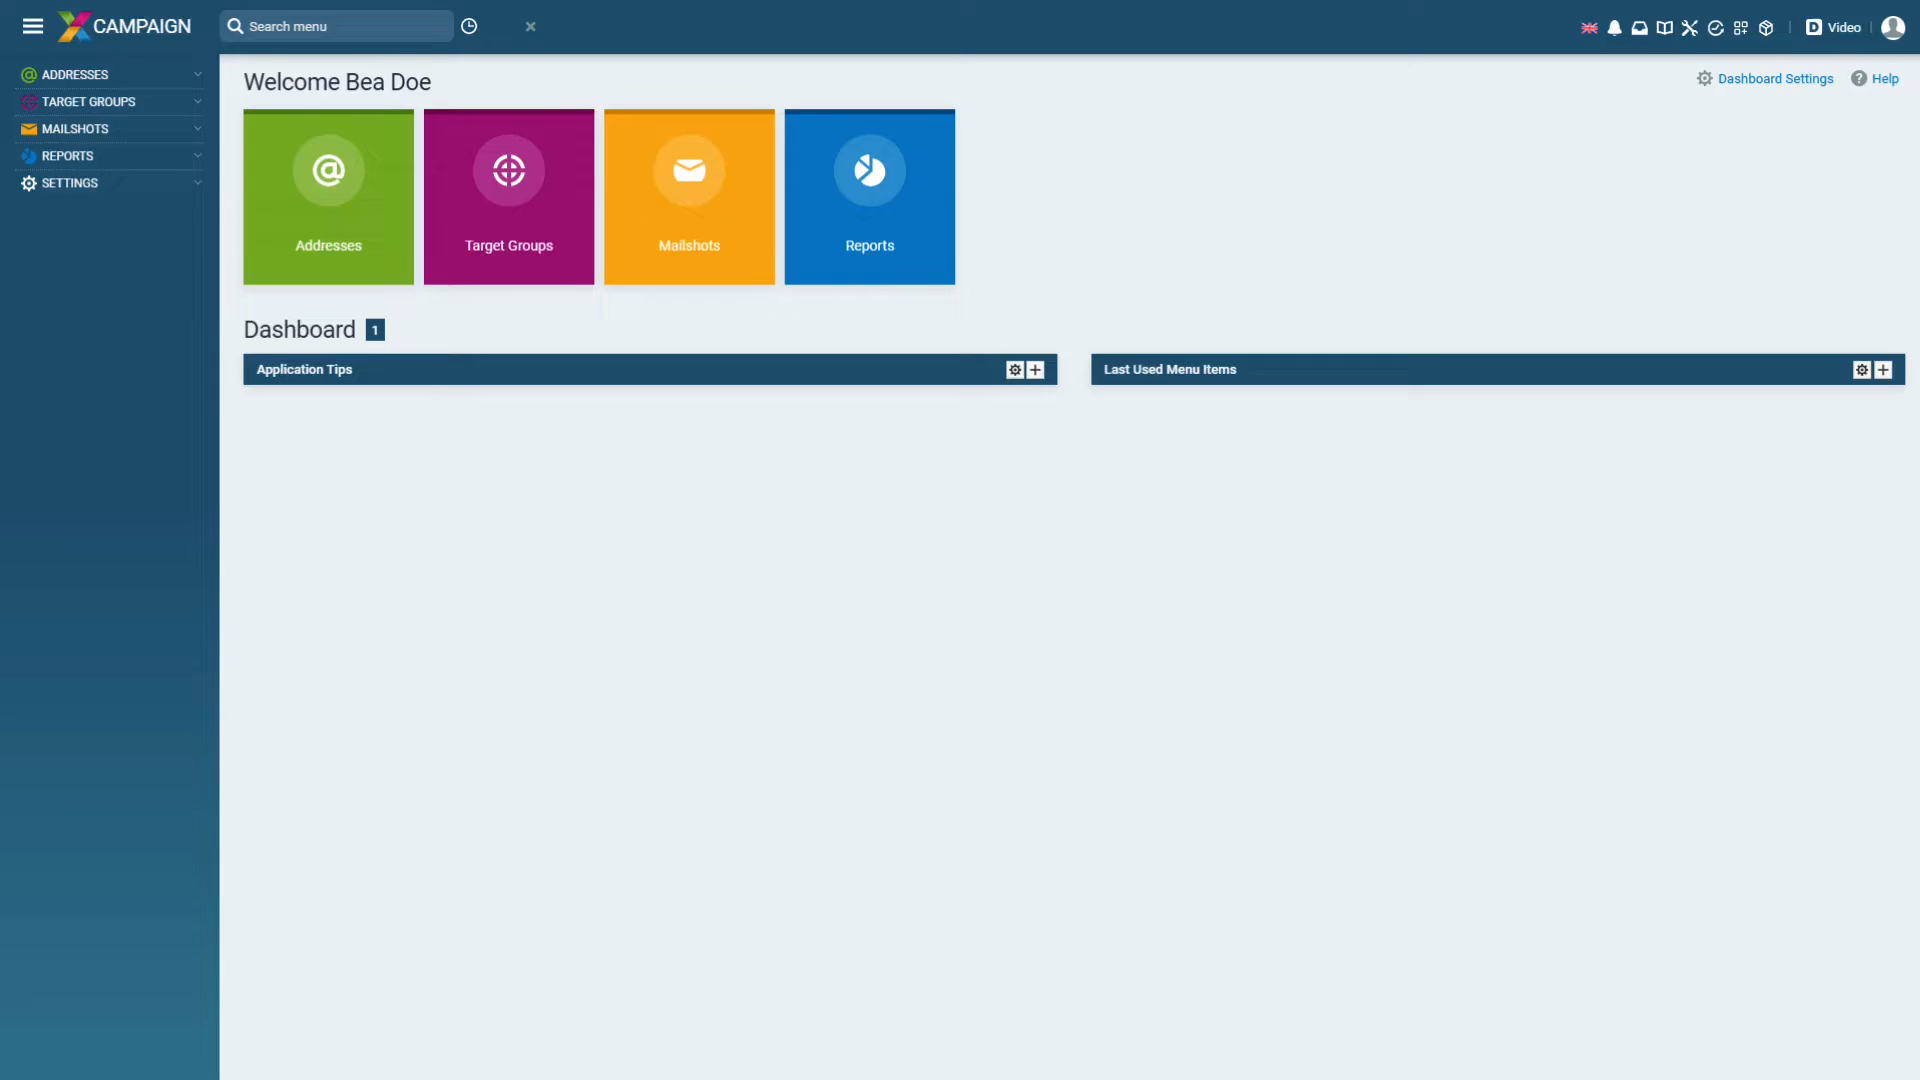 CAMPAIGN
Search menu
D Video
ADDRESSES
TARGET GROUPS
MAILSHOTS
REPORTS
SETTINGS
Welcome Bea Doe
Dashboard Settings
? Help
Addresses
Target Groups
Mailshots
Reports
Dashboard 1
Application Tips
Last Used Menu Items